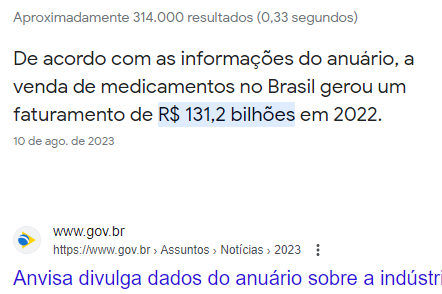 Aproximadamente 314.000 resultados (0,33 segundos)
De acordo com as informações do anuário, a
venda de medicamentos no Brasil gerou um
faturamento de R$ 131,2 bilhões em 2022.
10 de ago. de 2023
www.gov.br
https://www.gov.br › Assuntos › Notícias › 2023
Anvisa divulga dados do anuário sobre a indústri